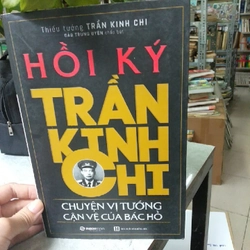 Thiếu tướng TRẦN KINH CHI
HỒI KÝ
TRẦN
KINH
CHI
CHUYỆN VỊ TƯỚNG
CẬN VỆ CỦA BÁC HỒ